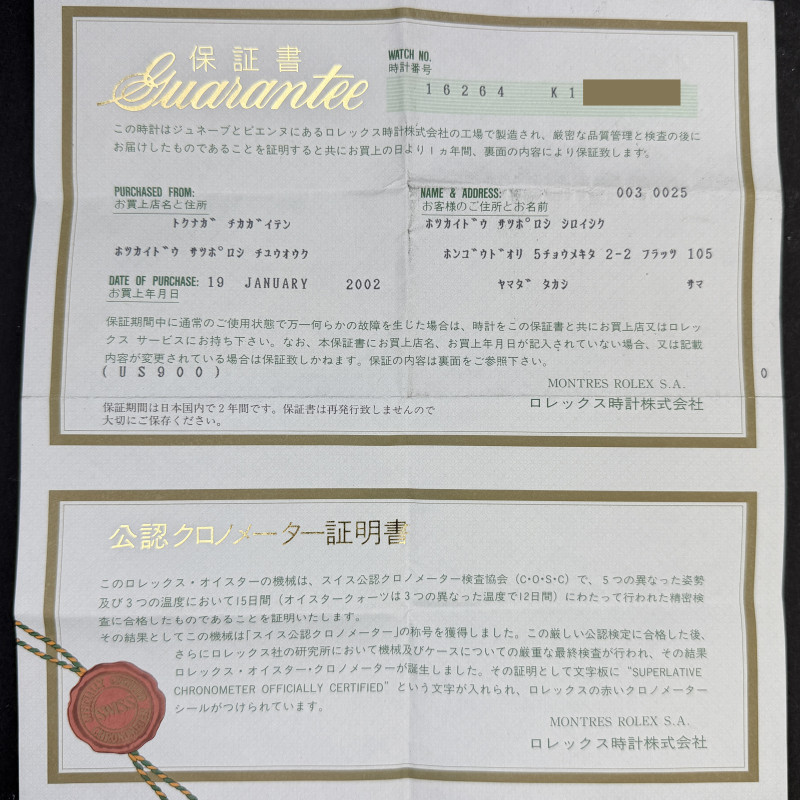 保証書
Guarantee
WATCH NO.
時計番号
16264 K1
この時計はジュネーブとビエンヌにあるロレックス時計株式会社の工場で製造され、厳密な品質管理と検査の後に
お届けしたものであることを証明すると共にお買上の日より1ヵ年間、裏面の内容により保証致します。
PURCHASED FROM:
お買上店名と住所
トクナガ゛ チカガ゛イテン
ホツカイト゛ウ サツホ゜ロシ チユウオウク
NAME & ADDRESS: 003 0025
お客様のご住所とお名前
ホツカイト゛ウ サツホ゜ロシ シロイシク
ホンゴ゛ウト゛オリ 5チョウメキタ 2-2 フラッツ 105
ヤマダ゛ タカシ サマ
DATE OF PURCHASE: 19 JANUARY 2002
お買上年月日
保証期間中に通常のご使用状態で万一何らかの故障を生じた場合は、時計をこの保証書と共にお買上店又はロレッ
クス サービスにお持ち下さい。なお、本保証書にお買上店名、お買上年月日が記入されていない場合、又は記載
内容が変更されている場合は保証致しかねます。保証の内容は裏面をご参照下さい。
(US900)
0
MONTRES ROLEX S.A.
ロレックス時計株式会社
保証期間は日本国内で2年間です。保証書は再発行致しませんので
大切にご保存ください。
公認クロノメーター証明書
このロレックス・オイスターの機械は、スイス公認クロノメーター検査協会(C・O・S・C)で、5つの異なった姿勢
及び3つの温度において15日間(オイスタークォーツは3つの異なった温度で12日間)にわたって行われた精密検
査に合格したものであることを証明いたします。
その結果としてこの機械は「スイス公認クロノメーター」の称号を獲得しました。この厳しい公認検定に合格した後、
さらにロレックス社の研究所において機械及びケースについての厳重な最終検査が行われ、その結果
ロレックス・オイスター・クロノメーターが誕生しました。その証明として文字板に "SUPERLATIVE
CHRONOMETER OFFICIALLY CERTIFIED" という文字が入れられ、ロレックスの赤いクロノメーター
シールがつけられています。
MONTRES ROLEX S.A.
ロレックス時計株式会社